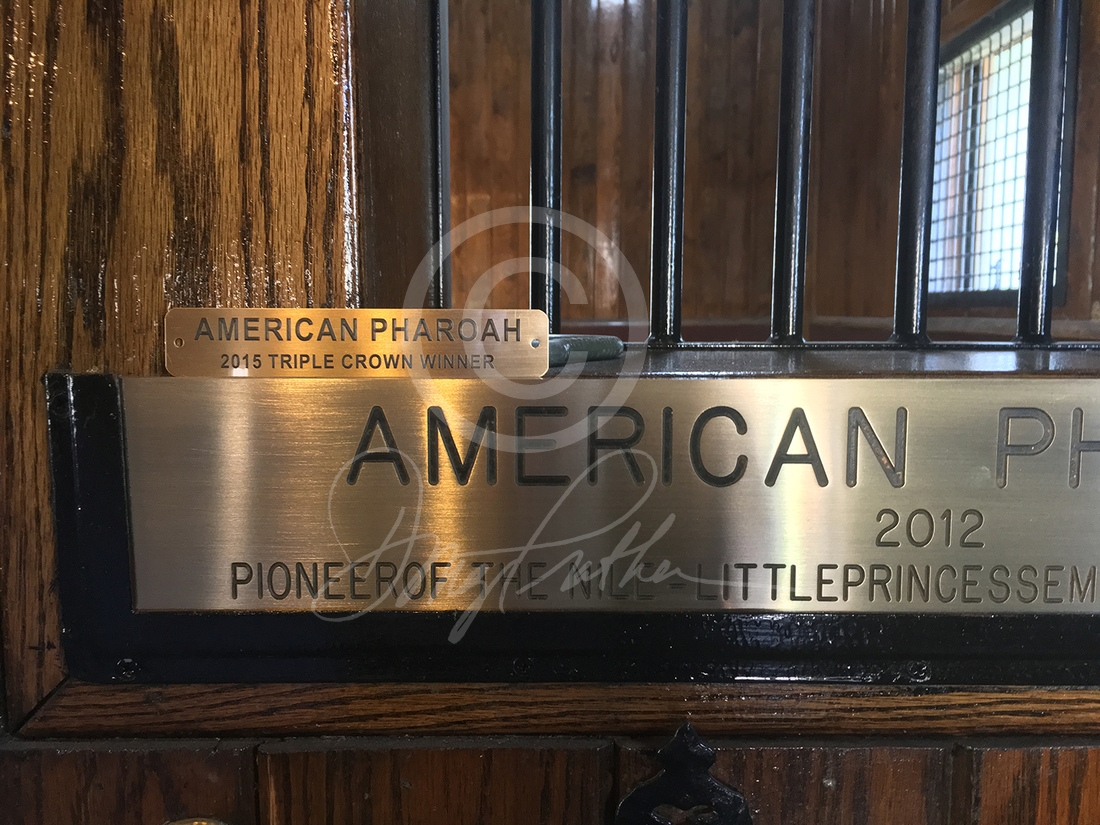 AMERICAN PHAROAH
2015 TRIPLE CROWN WINNER
AMERICAN PH
2012
PIONEEROF THE NILE-LITTLEPRINCESSEM
©